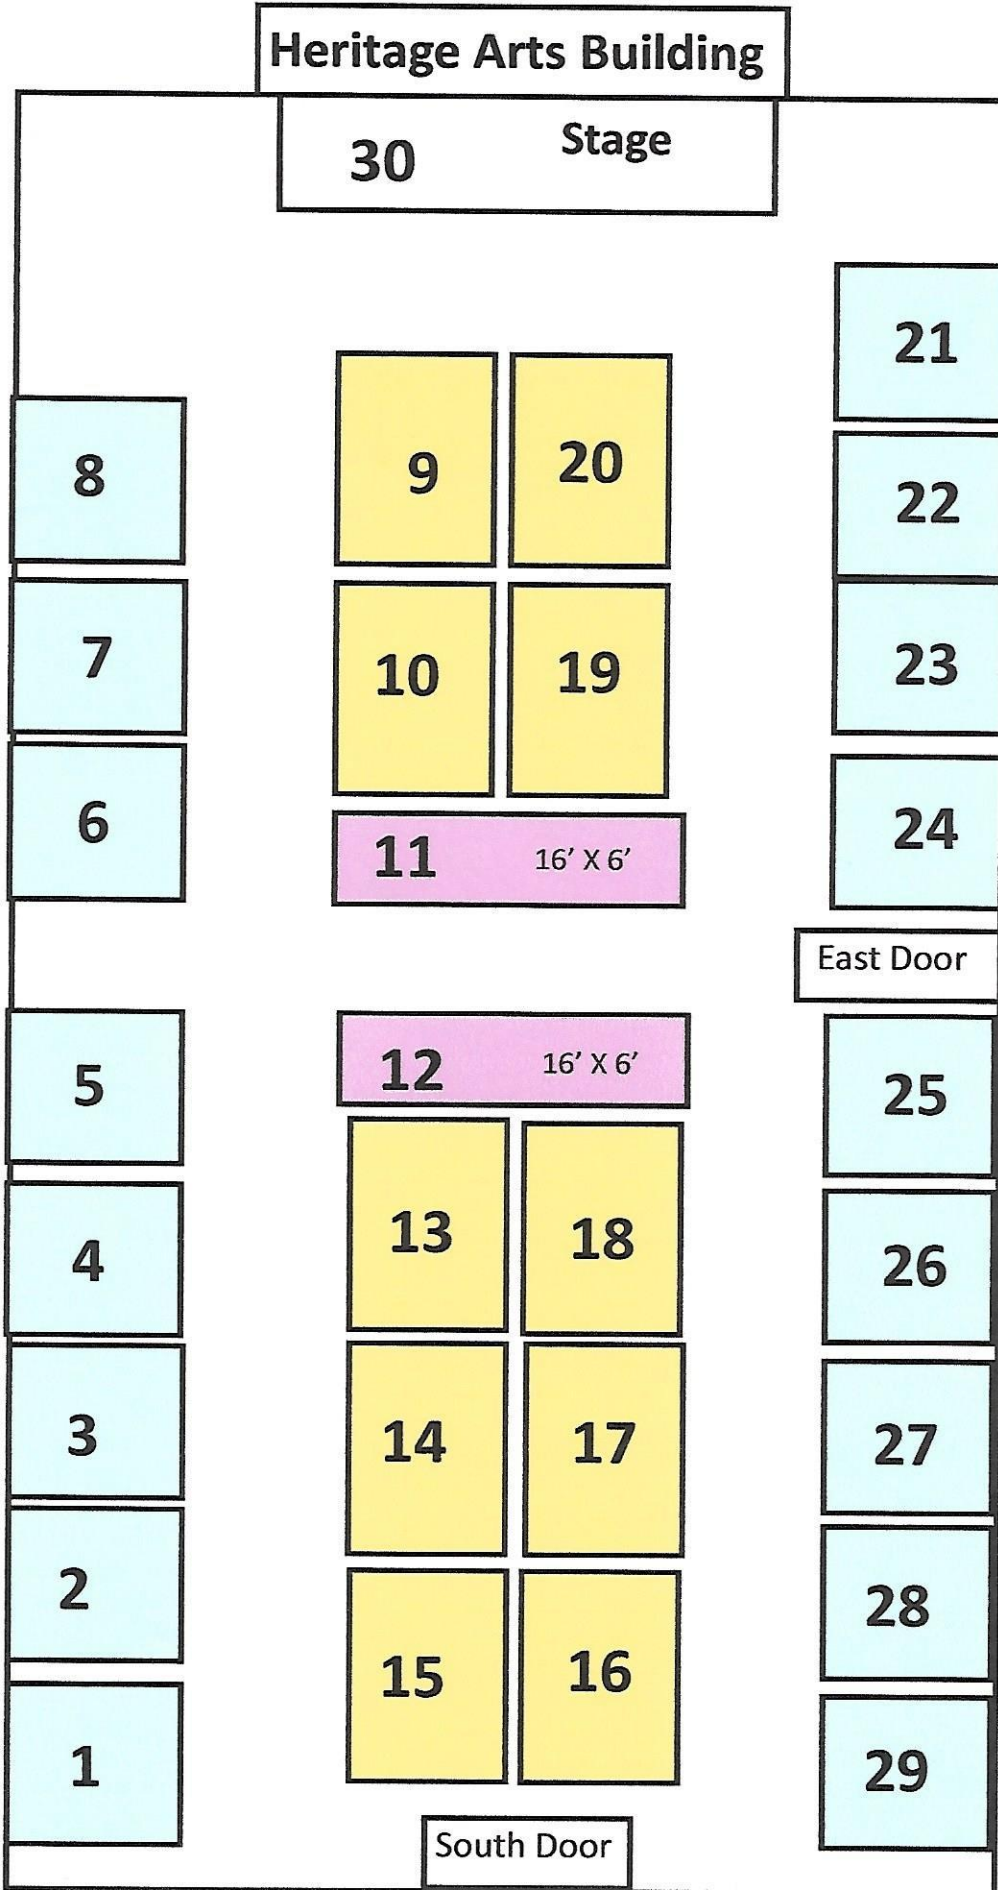 Heritage Arts Building
30 Stage
21
8 9 20 22
7 10 19 23
6 11 16' X 6' 24
East Door
5 12 16' X 6' 25
4 13 18 26
3 14 17 27
2 15 16 28
1 29
South Door